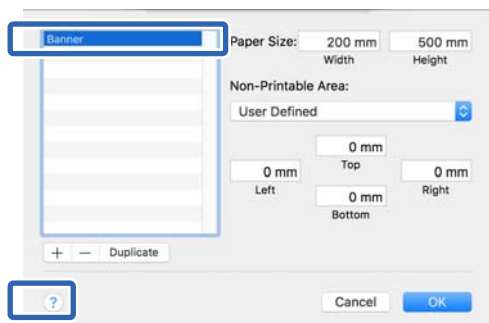 Banner
Paper Size: 200 mm 500 mm
Width Height
Non-Printable Area:
User Defined
0 mm
Top
0 mm 0 mm
Left Right
0 mm
Bottom
+ − Duplicate
? Cancel OK